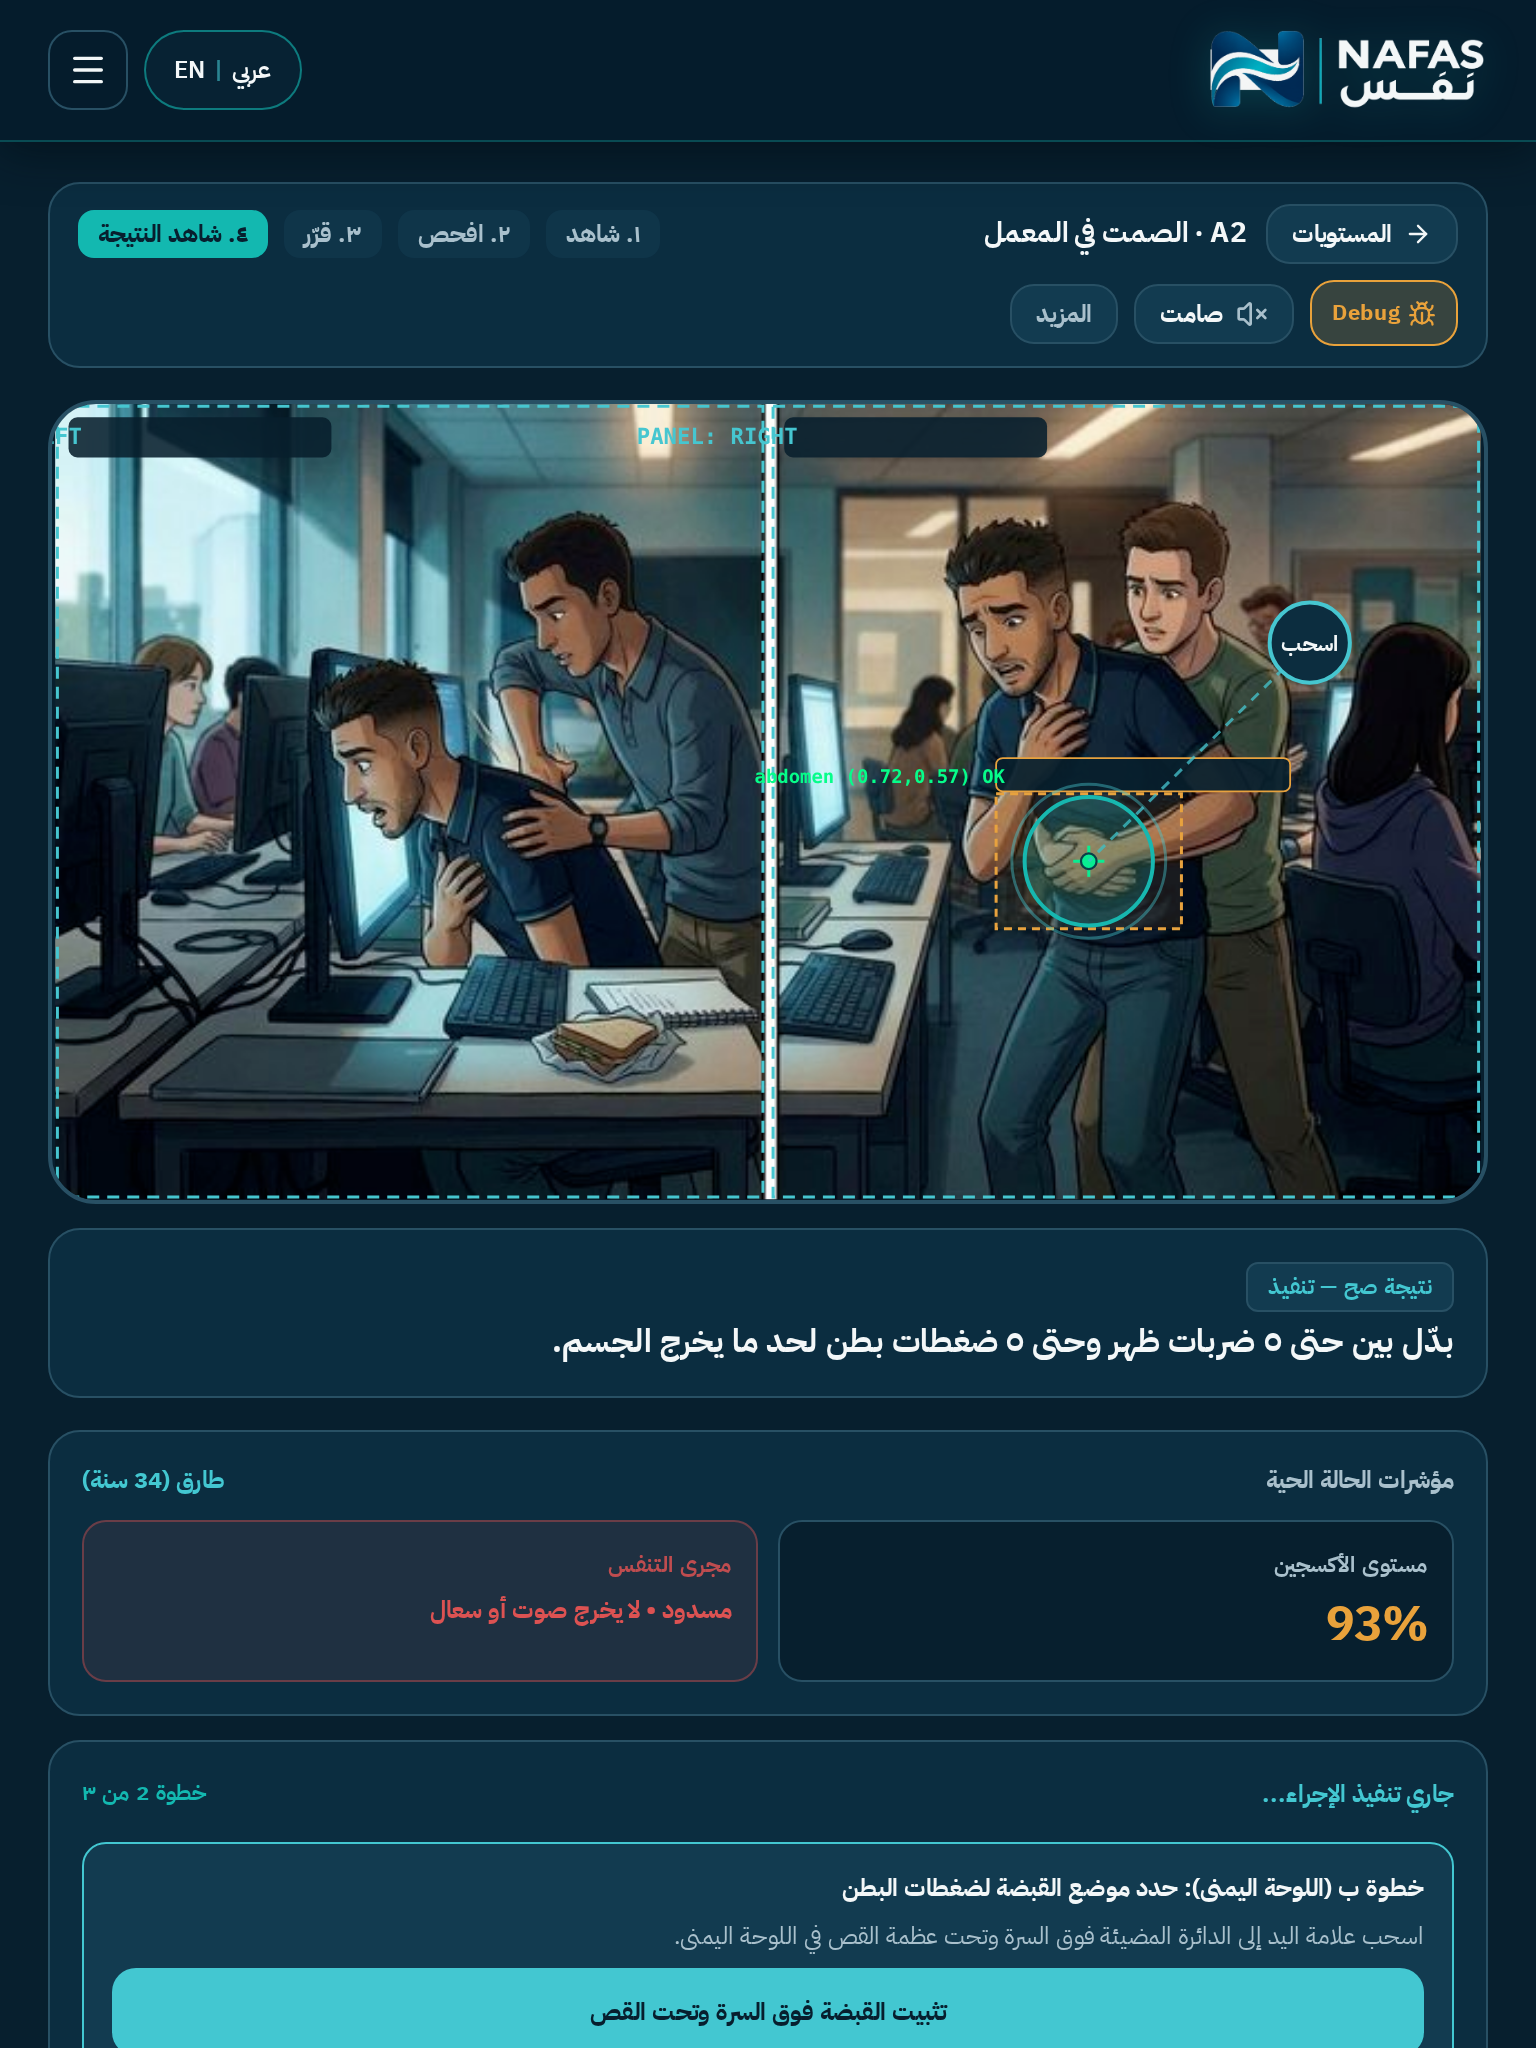 NAFAS
نَفَس
عربي | EN
المستويات
A2 · الصمت في المعمل
١. شاهد
٢. افحص
٣. قرّر
٤. شاهد النتيجة
Debug
صامت
المزيد
FT
PANEL: RIGHT
اسحب
abdomen (0.72,0.57) OK
نتيجة صح — تنفيذ
بدّل بين حتى ٥ ضربات ظهر وحتى ٥ ضغطات بطن لحد ما يخرج الجسم.
مؤشرات الحالة الحية
طارق (34 سنة)
مستوى الأكسجين
93%
مجرى التنفس
مسدود • لا يخرج صوت أو سعال
جاري تنفيذ الإجراء...
خطوة 2 من ٣
خطوة ب (اللوحة اليمنى): حدد موضع القبضة لضغطات البطن
اسحب علامة اليد إلى الدائرة المضيئة فوق السرة وتحت عظمة القص في اللوحة اليمنى.
تثبيت القبضة فوق السرة وتحت القص